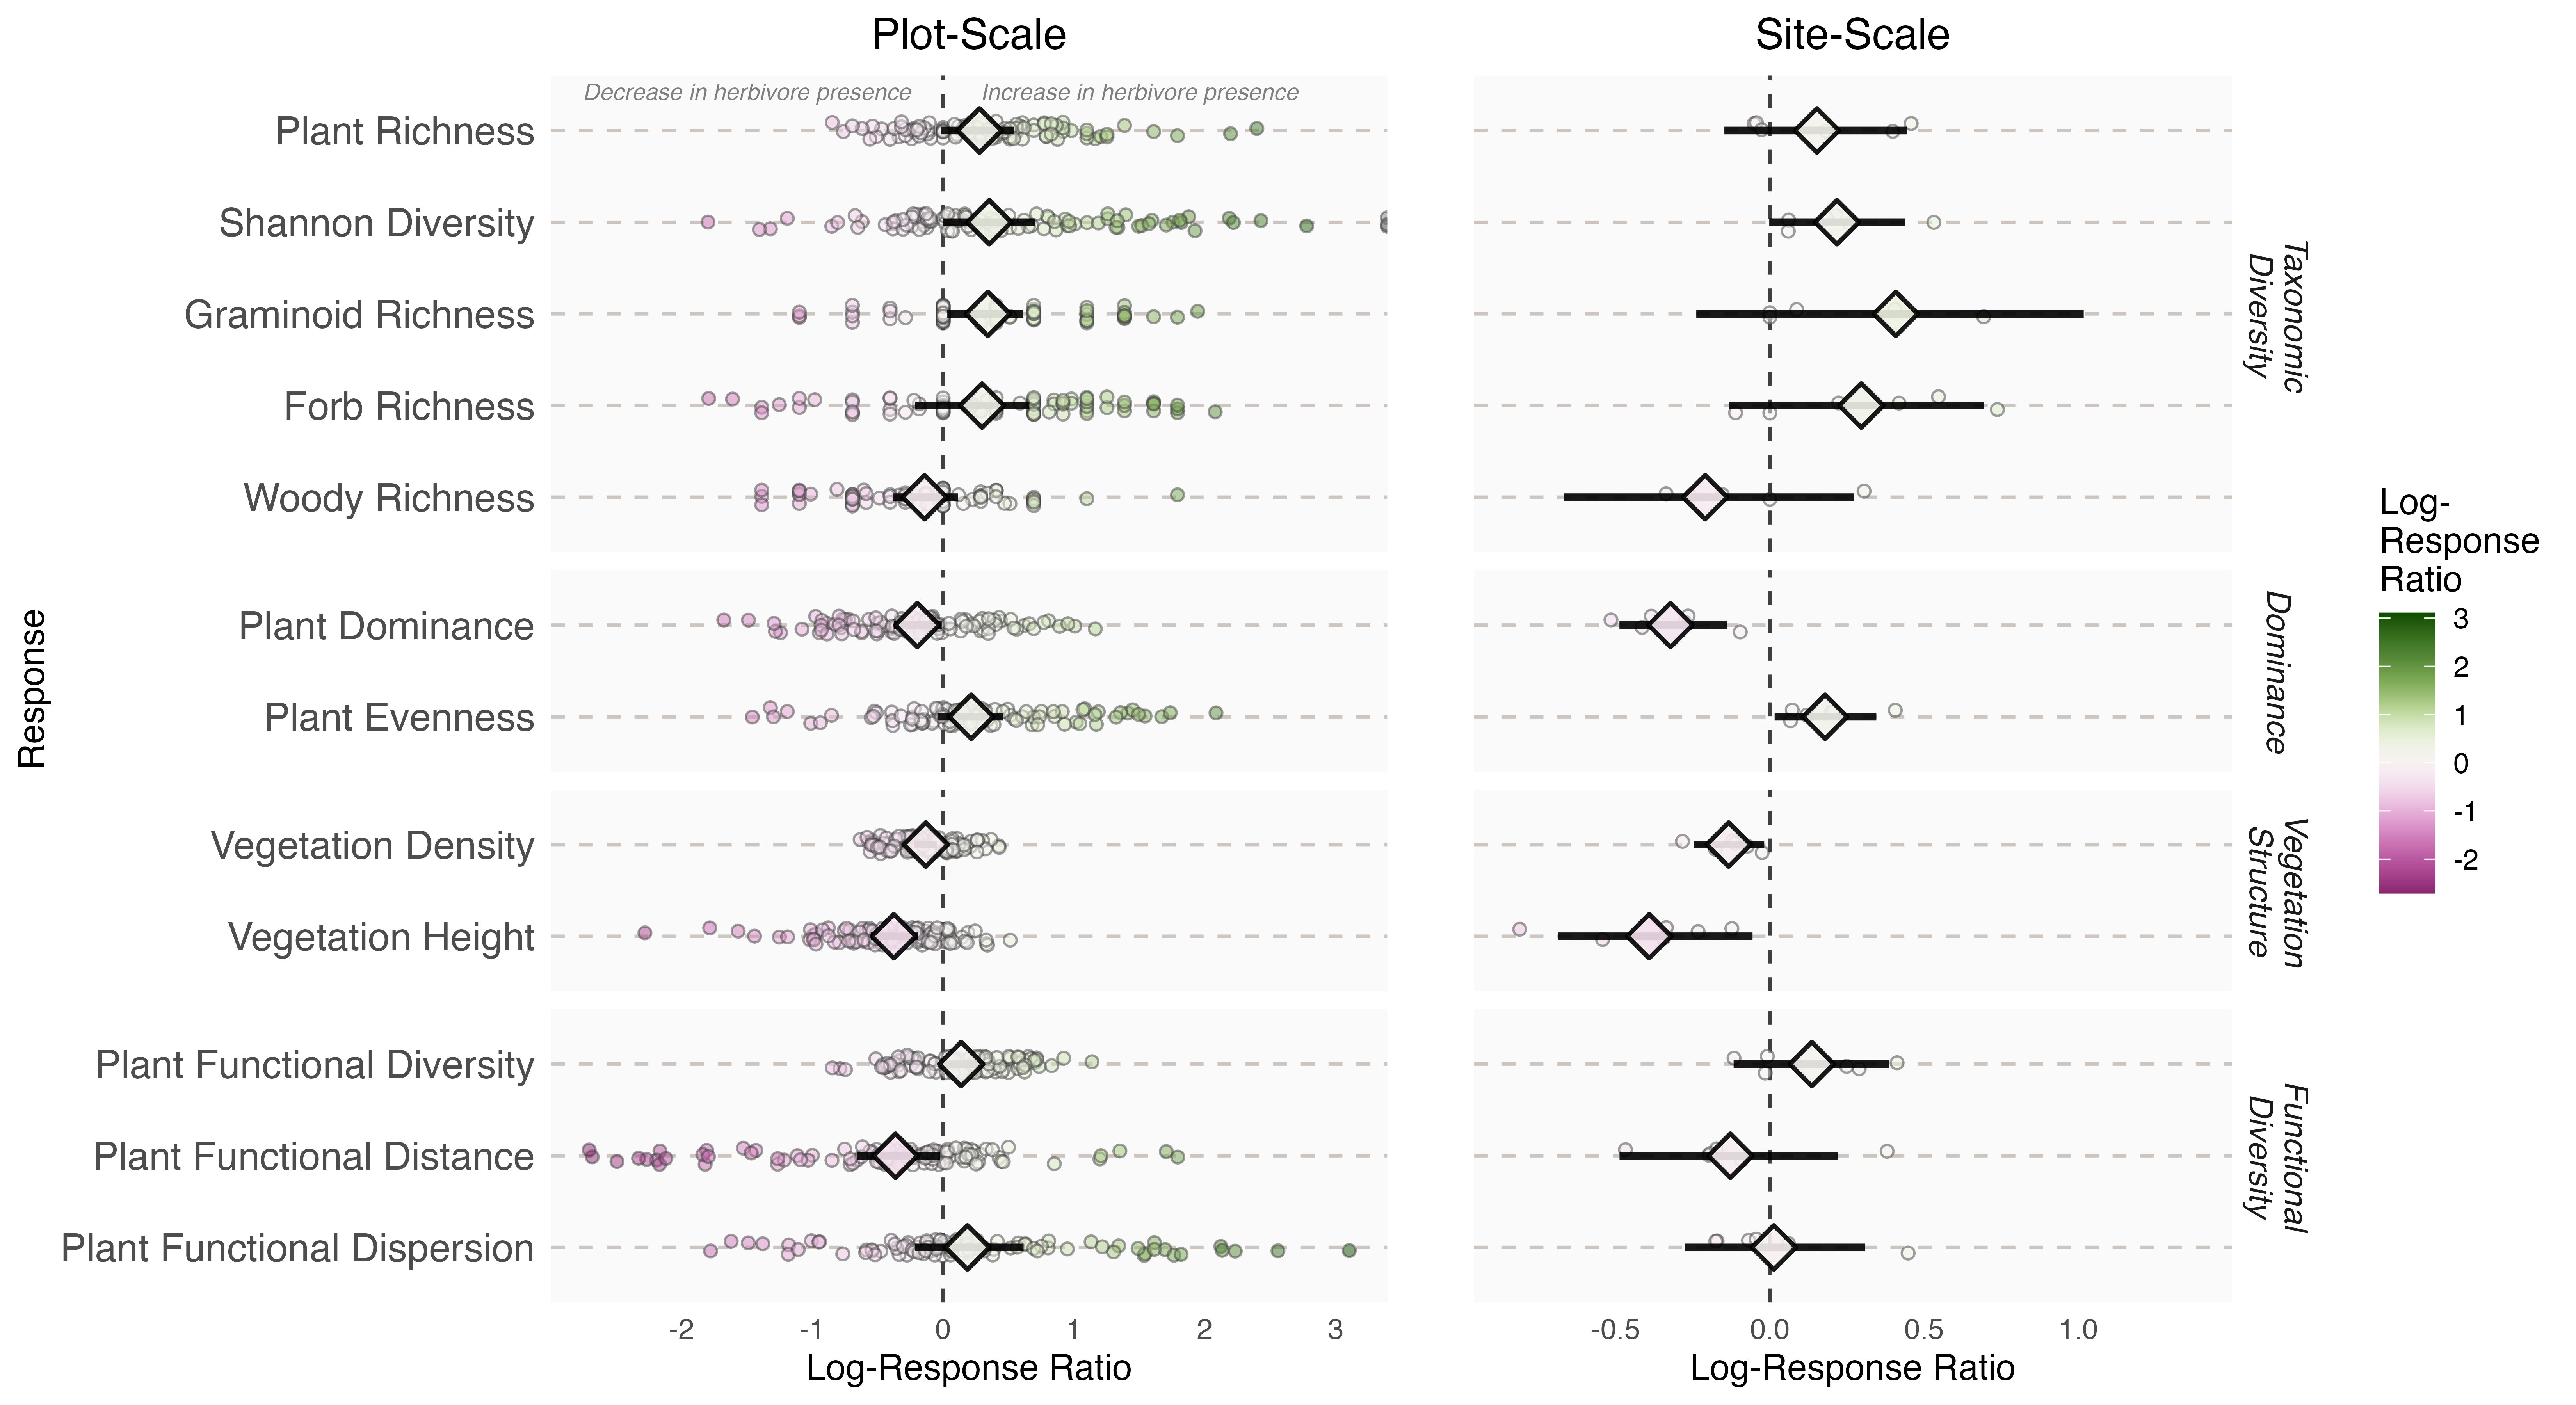 Plot-Scale
Site-Scale
Decrease in herbivore presence
Increase in herbivore presence
Response
Plant Richness
Shannon Diversity
Graminoid Richness
Forb Richness
Woody Richness
Taxonomic
Diversity
Plant Dominance
Plant Evenness
Dominance
Vegetation Density
Vegetation Height
Vegetation
Structure
Plant Functional Diversity
Plant Functional Distance
Plant Functional Dispersion
Functional
Diversity
-2 -1 0 1 2 3
Log-Response Ratio
-0.5 0.0 0.5 1.0
Log-Response Ratio
Log-
Response
Ratio
3
2
1
0
-1
-2